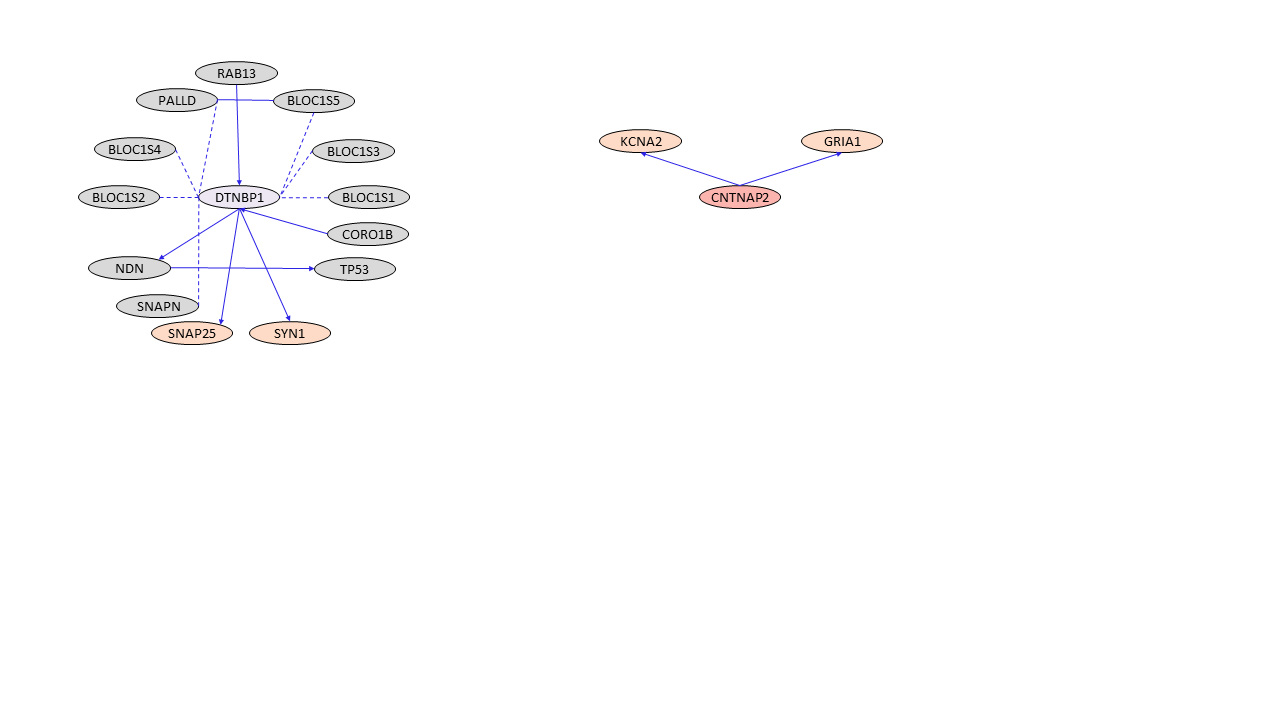 RAB13
PALLD
BLOC1S5
KCNA2
GRIA1
BLOC1S4
BLOC1S3
BLOC1S2
DTNBP1
BLOC1S1
CNTNAP2
CORO1B
NDN
TP53
SNAPN
SNAP25
SYN1